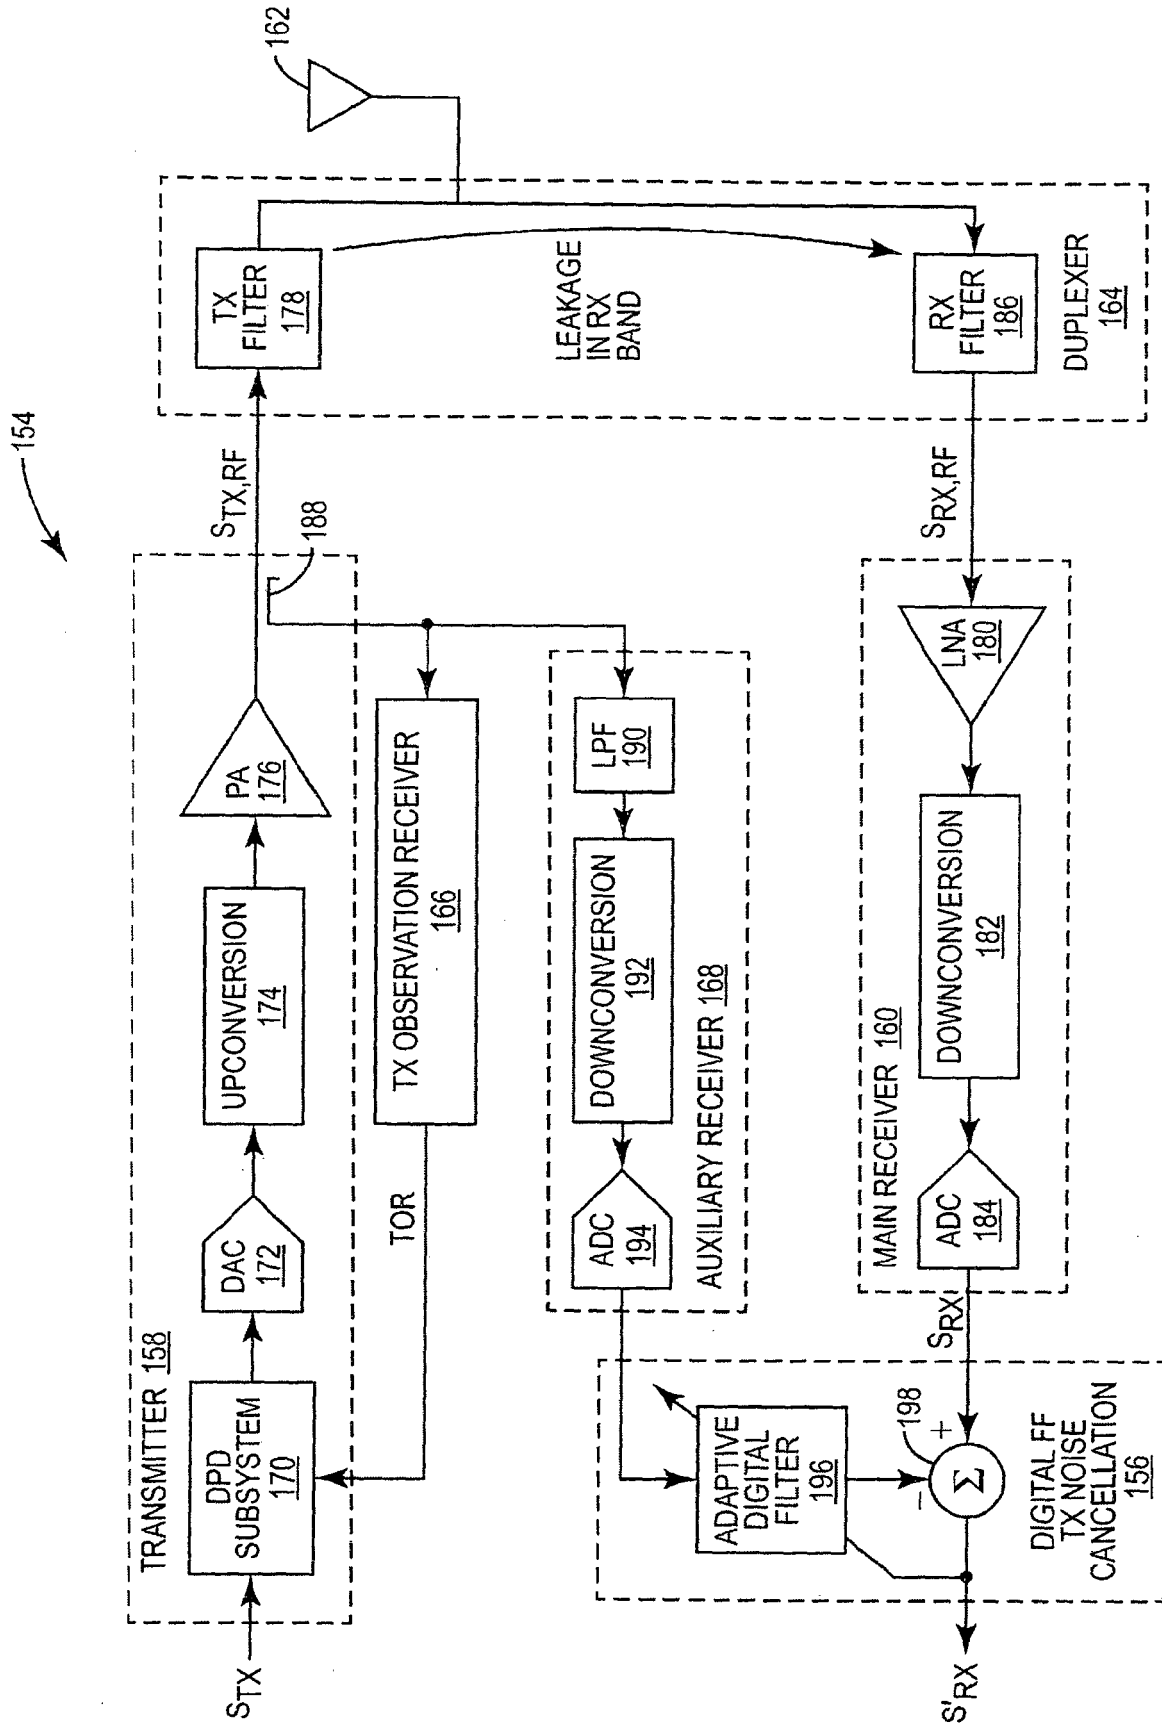 154
TRANSMITTER 158
STX
DPD
SUBSYSTEM
170
DAC
172
UPCONVERSION
174
PA
176
STX,RF
188
TX
FILTER
178
162
TOR
TX OBSERVATION RECEIVER
166
LEAKAGE
IN RX
BAND
LPF
190
DOWNCONVERSION
192
ADC
194
AUXILIARY RECEIVER 168
ADAPTIVE
DIGITAL
FILTER
196
MAIN RECEIVER 160
S'RX
Σ
198
+
−
SRX
ADC
184
DOWNCONVERSION
182
LNA
180
SRX,RF
RX
FILTER
186
DUPLEXER
164
DIGITAL FF
TX NOISE
CANCELLATION
156